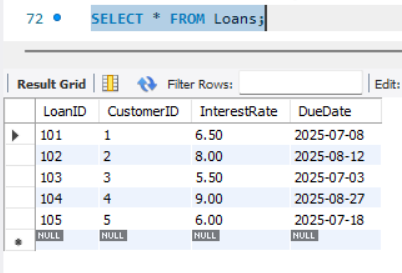 72 SELECT * FROM Loans;
Result Grid Filter Rows: Edit:
LoanID CustomerID InterestRate DueDate
101 1 6.50 2025-07-08
102 2 8.00 2025-08-12
103 3 5.50 2025-07-03
104 4 9.00 2025-08-27
105 5 6.00 2025-07-18
NULL NULL NULL NULL